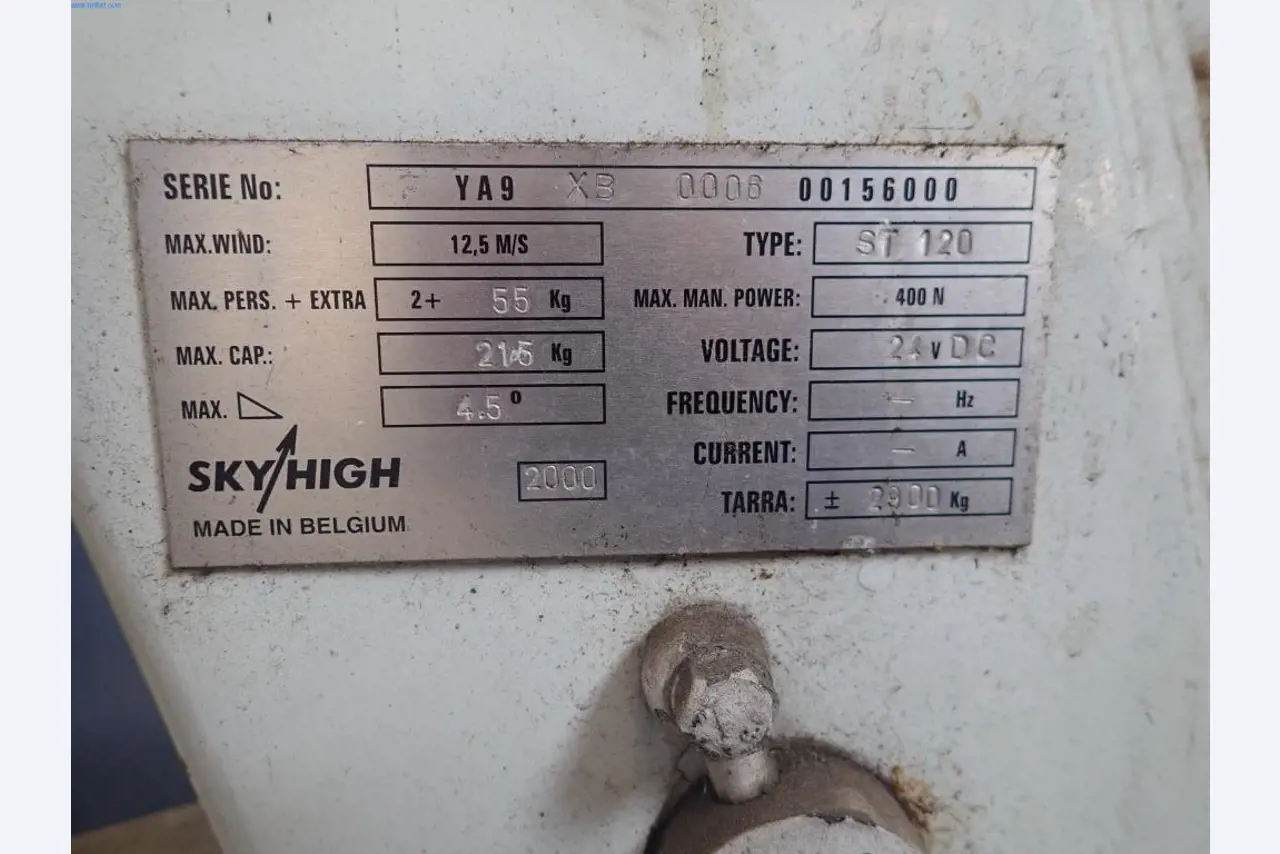 SERIE No: YA9 XB 0006 00156000
MAX.WIND: 12,5 M/S TYPE: ST 120
MAX. PERS. + EXTRA 2+ 55 Kg MAX. MAN. POWER: 400 N
MAX. CAP.: 215 Kg VOLTAGE: 24 V DC
MAX. 4.5° FREQUENCY: — Hz
CURRENT: — A
SKY HIGH 2000 TARRA: ± 2900 Kg
MADE IN BELGIUM